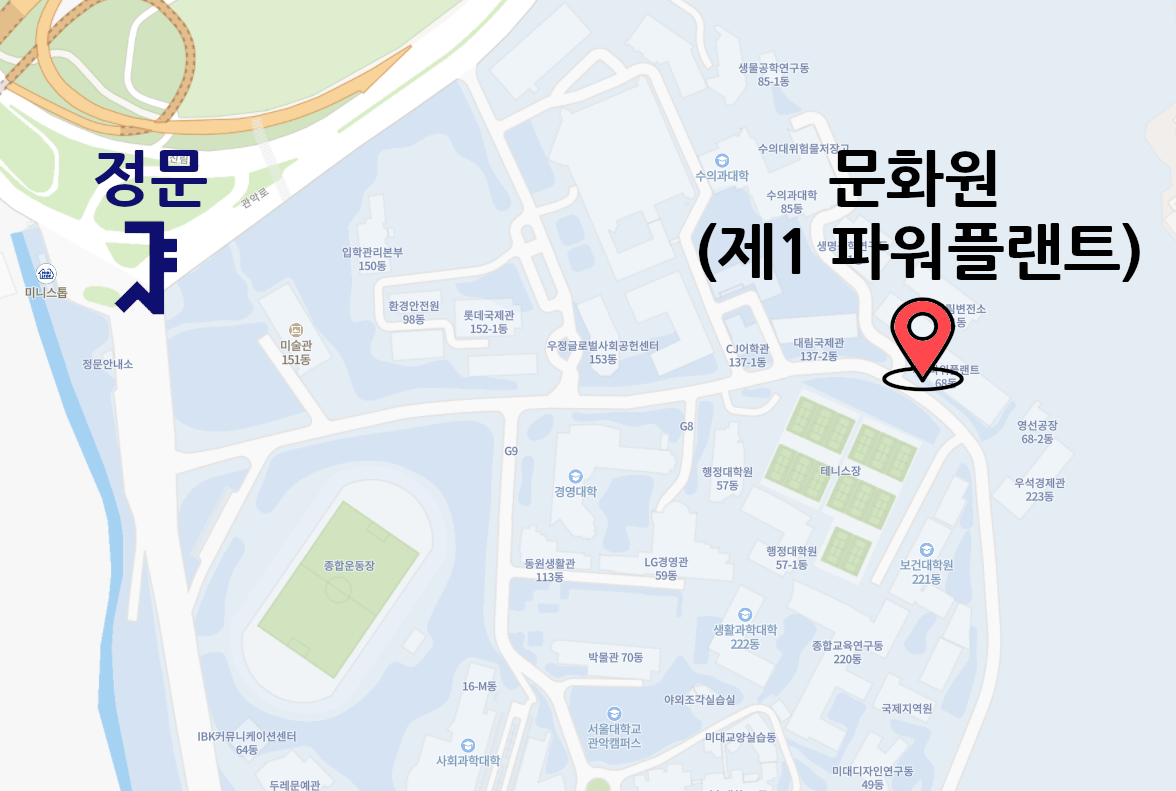 생물공학연구동
85-1동
정문
신림
관악로
수의대위험물저장고
수의과대학
수의과대학
85동
문화원
(제1 파워플랜트)
입학관리본부
150동
미니스톱
환경안전원
98동
롯데국제관
152-1동
미술관
151동
우정글로벌사회공헌센터
153동
CJ어학관
137-1동
대림국제관
137-2동
정문안내소
68동
영선공장
68-2동
G8
G9
경영대학
행정대학원
57동
테니스장
우석경제관
223동
종합운동장
동원생활관
113동
LG경영관
59동
행정대학원
57-1동
보건대학원
221동
생활과학대학
222동
종합교육연구동
220동
박물관 70동
16-M동
야외조각실습실
국제지역원
서울대학교
관악캠퍼스
미대교양실습동
IBK커뮤니케이션센터
64동
사회과학대학
미대디자인연구동
49동
두레문예관